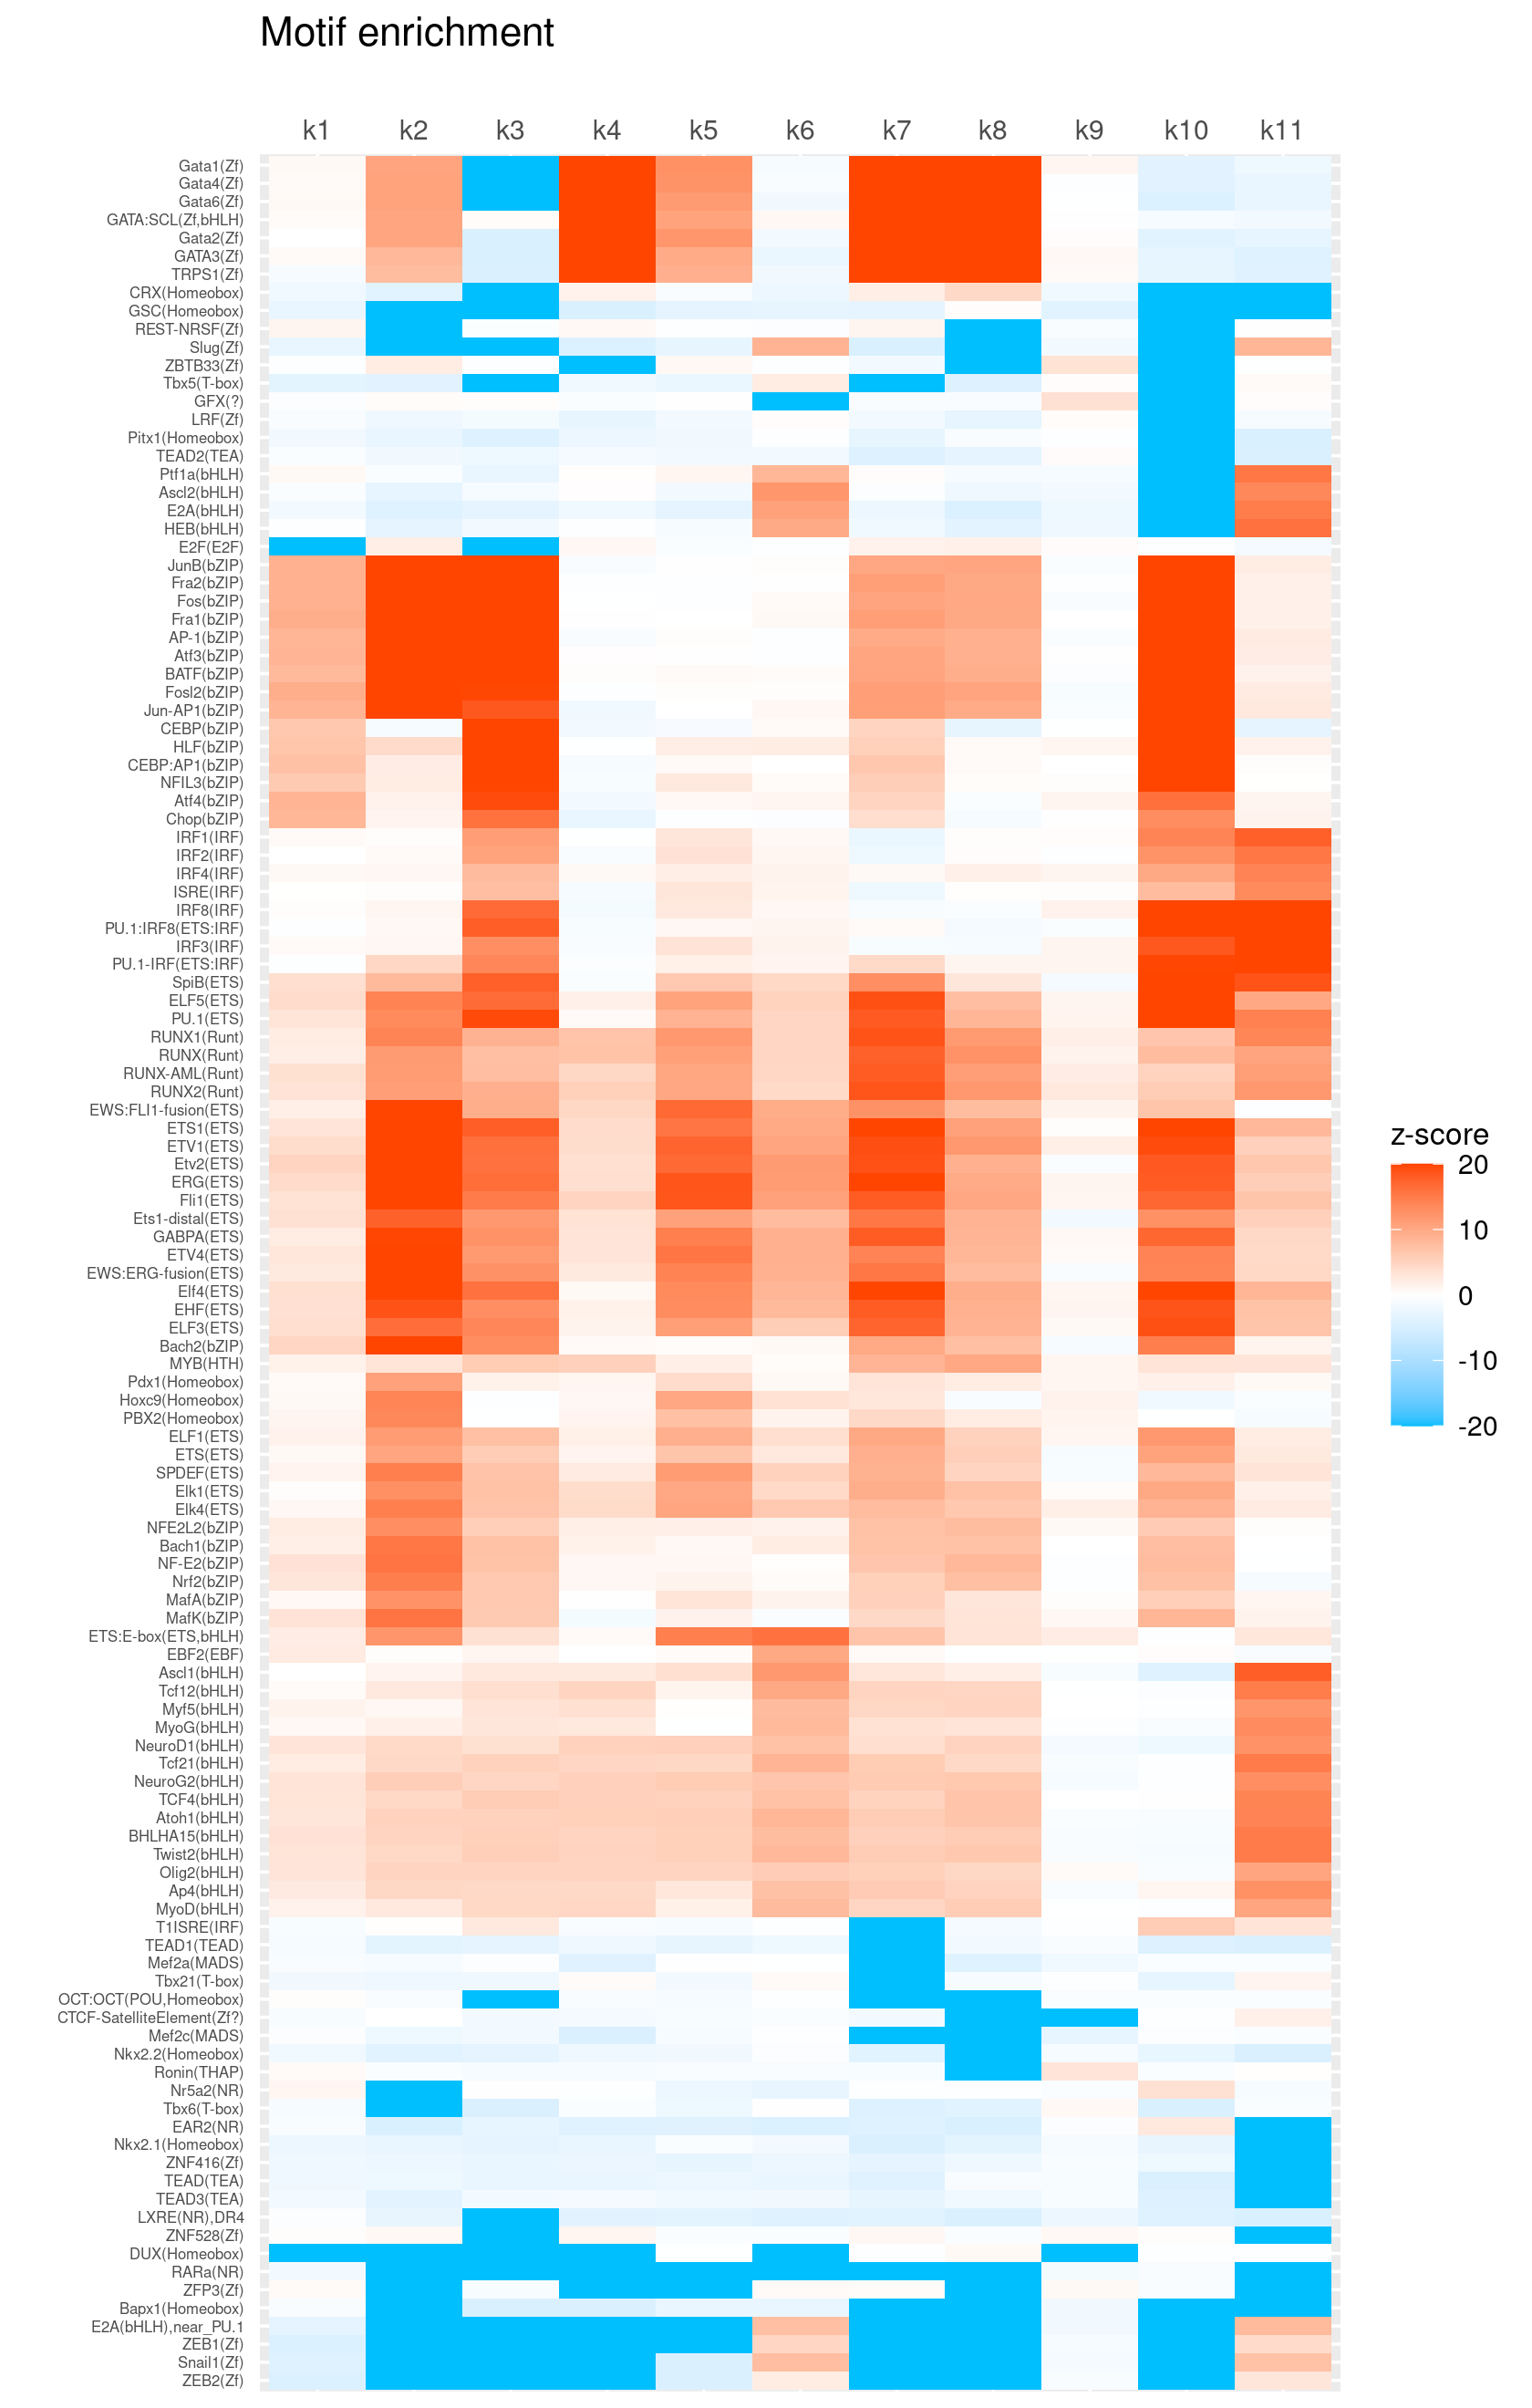 Motif enrichment
k1 k2 k3 k4 k5 k6 k7 k8 k9 k10 k11
Gata1(Zf)
Gata4(Zf)
Gata6(Zf)
GATA:SCL(Zf,bHLH)
Gata2(Zf)
GATA3(Zf)
TRPS1(Zf)
CRX(Homeobox)
GSC(Homeobox)
REST-NRSF(Zf)
Slug(Zf)
ZBTB33(Zf)
Tbx5(T-box)
GFX(?)
LRF(Zf)
Pitx1(Homeobox)
TEAD2(TEA)
Ptf1a(bHLH)
Ascl2(bHLH)
E2A(bHLH)
HEB(bHLH)
E2F(E2F)
JunB(bZIP)
Fra2(bZIP)
Fos(bZIP)
Fra1(bZIP)
AP-1(bZIP)
Atf3(bZIP)
BATF(bZIP)
Fosl2(bZIP)
Jun-AP1(bZIP)
CEBP(bZIP)
HLF(bZIP)
CEBP:AP1(bZIP)
NFIL3(bZIP)
Atf4(bZIP)
Chop(bZIP)
IRF1(IRF)
IRF2(IRF)
IRF4(IRF)
ISRE(IRF)
IRF8(IRF)
PU.1:IRF8(ETS:IRF)
IRF3(IRF)
PU.1-IRF(ETS:IRF)
SpiB(ETS)
ELF5(ETS)
PU.1(ETS)
RUNX1(Runt)
RUNX(Runt)
RUNX-AML(Runt)
RUNX2(Runt)
EWS:FLI1-fusion(ETS)
ETS1(ETS)
ETV1(ETS)
Etv2(ETS)
ERG(ETS)
Fli1(ETS)
Ets1-distal(ETS)
GABPA(ETS)
ETV4(ETS)
EWS:ERG-fusion(ETS)
Elf4(ETS)
EHF(ETS)
ELF3(ETS)
Bach2(bZIP)
MYB(HTH)
Pdx1(Homeobox)
Hoxc9(Homeobox)
PBX2(Homeobox)
ELF1(ETS)
ETS(ETS)
SPDEF(ETS)
Elk1(ETS)
Elk4(ETS)
NFE2L2(bZIP)
Bach1(bZIP)
NF-E2(bZIP)
Nrf2(bZIP)
MafA(bZIP)
MafK(bZIP)
ETS:E-box(ETS,bHLH)
EBF2(EBF)
Ascl1(bHLH)
Tcf12(bHLH)
Myf5(bHLH)
MyoG(bHLH)
NeuroD1(bHLH)
Tcf21(bHLH)
NeuroG2(bHLH)
TCF4(bHLH)
Atoh1(bHLH)
BHLHA15(bHLH)
Twist2(bHLH)
Olig2(bHLH)
Ap4(bHLH)
MyoD(bHLH)
T1ISRE(IRF)
TEAD1(TEAD)
Mef2a(MADS)
Tbx21(T-box)
OCT:OCT(POU,Homeobox)
CTCF-SatelliteElement(Zf?)
Mef2c(MADS)
Nkx2.2(Homeobox)
Ronin(THAP)
Nr5a2(NR)
Tbx6(T-box)
EAR2(NR)
Nkx2.1(Homeobox)
ZNF416(Zf)
TEAD(TEA)
TEAD3(TEA)
LXRE(NR),DR4
ZNF528(Zf)
DUX(Homeobox)
RARa(NR)
ZFP3(Zf)
Bapx1(Homeobox)
E2A(bHLH),near_PU.1
ZEB1(Zf)
Snail1(Zf)
ZEB2(Zf)
z-score
20
10
0
-10
-20